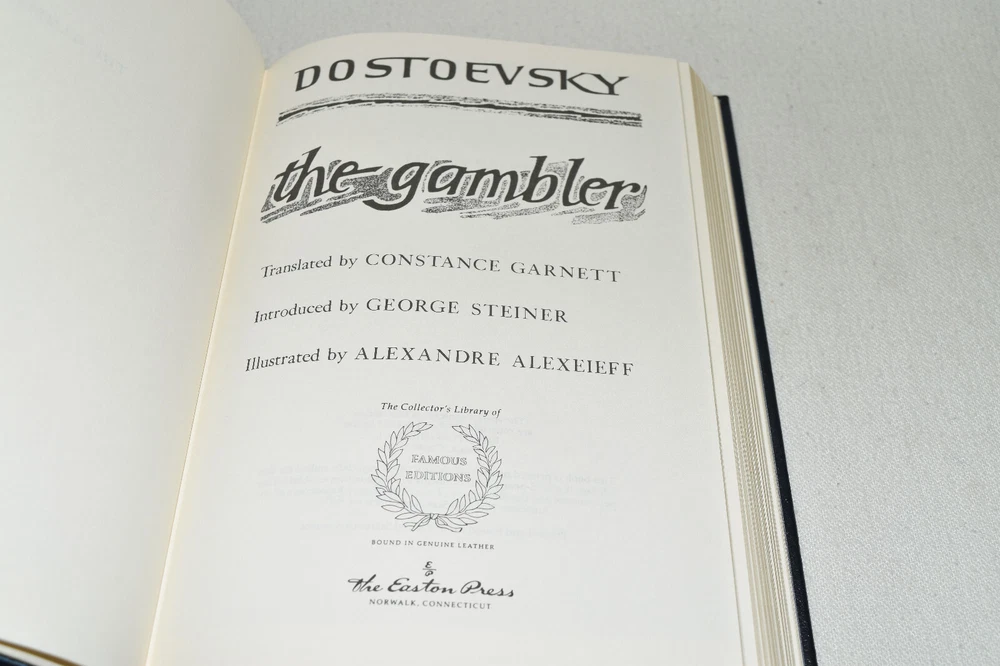 DOSTOEVSKY
the gambler
Translated by CONSTANCE GARNETT
Introduced by GEORGE STEINER
Illustrated by ALEXANDRE ALEXEIEFF
The Collector's Library of
FAMOUS
EDITIONS
BOUND IN GENUINE LEATHER
E/P
the Easton Press
NORWALK, CONNECTICUT